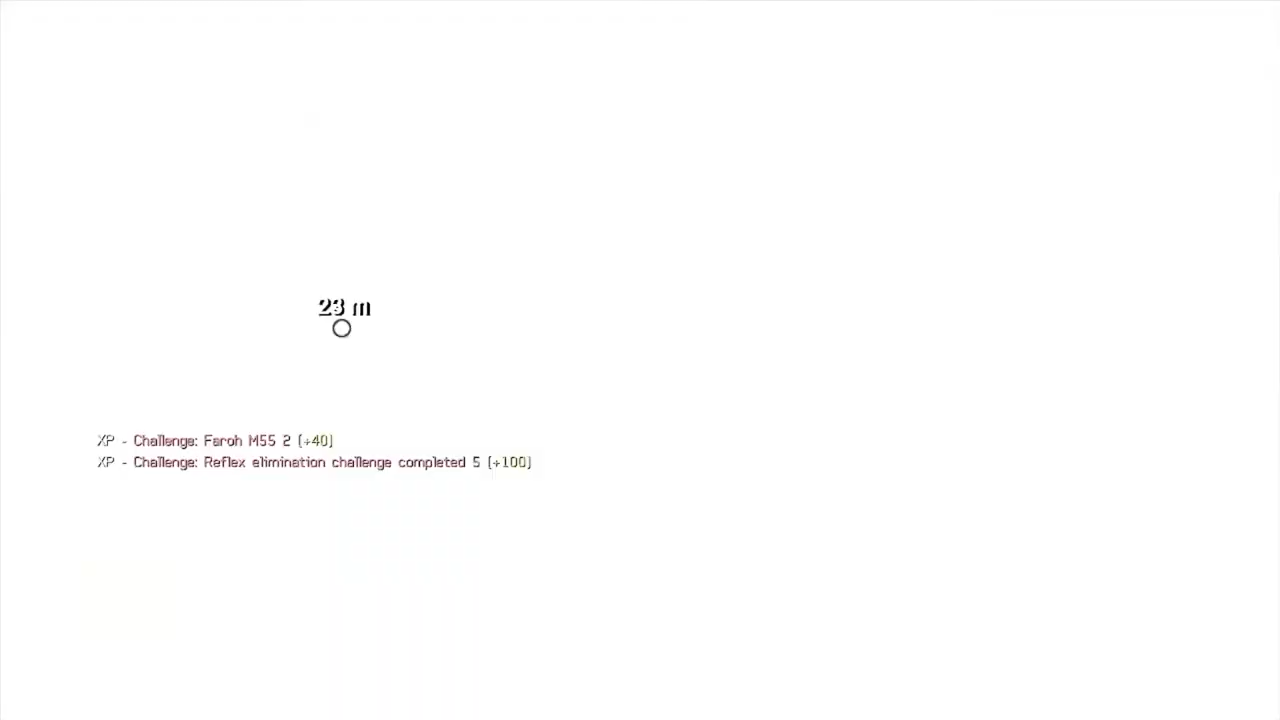 23 m
XP - Challenge: Faroh M55 2 (+40)
XP - Challenge: Reflex elimination challenge completed 5 (+100)